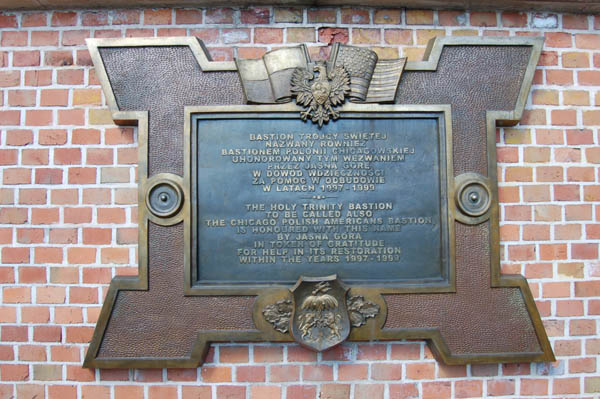 BASTION TRÓJCY ŚWIĘTEJ
NAZWANY RÓWNIEŻ
BASTIONEM POLONII CHICAGOWSKIEJ
UHONOROWANY TYM WEZWANIEM
PRZEZ JASNĄ GÓRĘ
W DOWÓD WDZIĘCZNOŚCI
ZA POMOC W ODBUDOWIE
W LATACH 1997-1999
THE HOLY TRINITY BASTION
TO BE CALLED ALSO
THE CHICAGO POLISH AMERICANS BASTION,
IS HONOURED WITH THIS NAME
BY JASNA GÓRA
IN TOKEN OF GRATITUDE
FOR HELP IN ITS RESTORATION
WITHIN THE YEARS 1997-1999